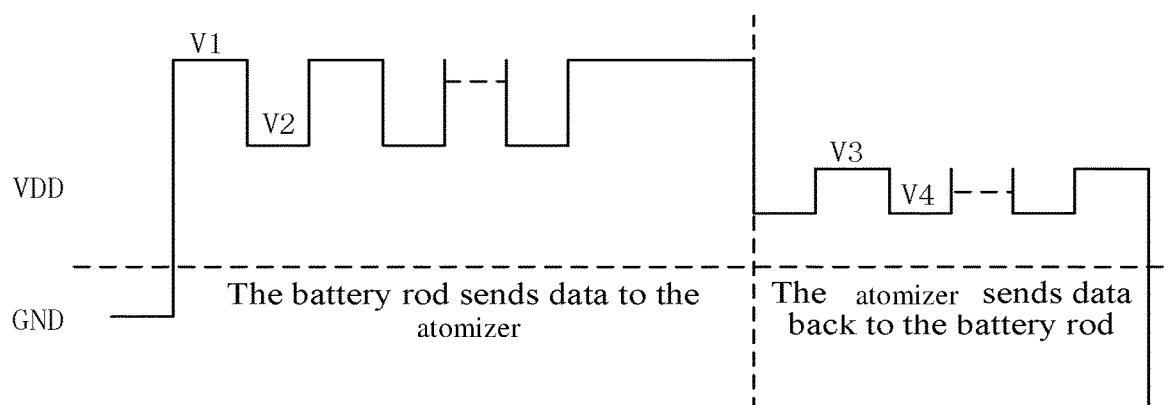 V1
V2
V3
V4
VDD
The battery rod sends data to the
atomizer
The atomizer sends data
back to the battery rod
GND